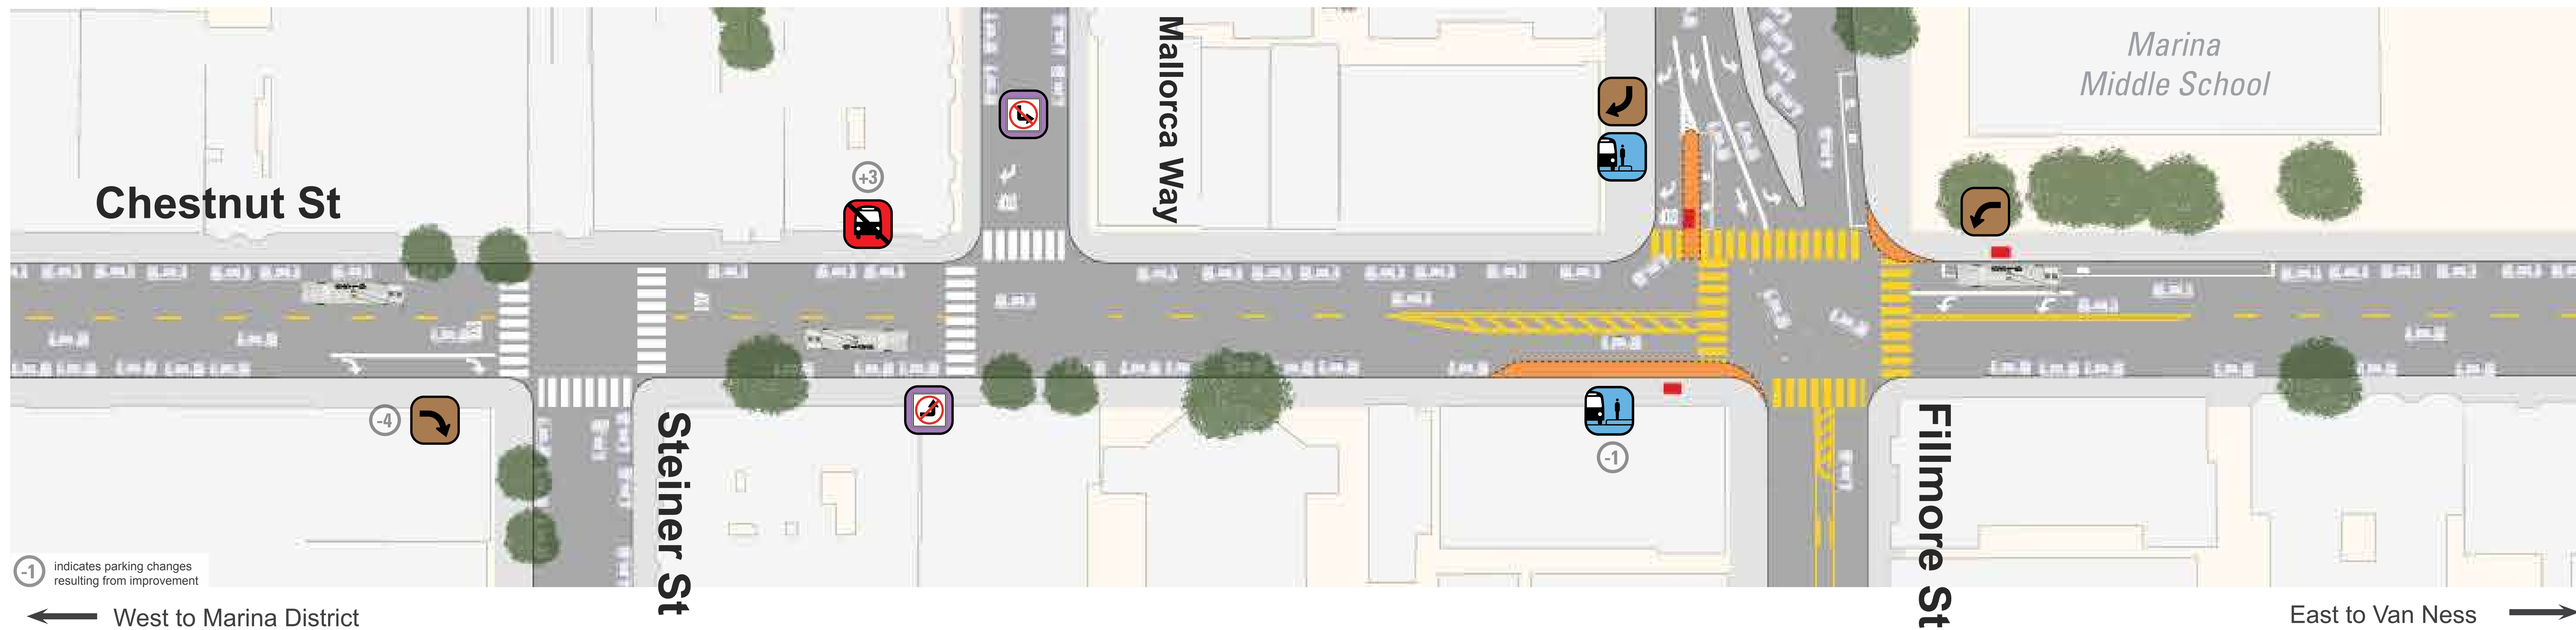 Marina
Middle School
Mallorca Way
Chestnut St
+3
-4
-1
Steiner St
Fillmore St
-1
indicates parking changes
resulting from improvement
West to Marina District
East to Van Ness